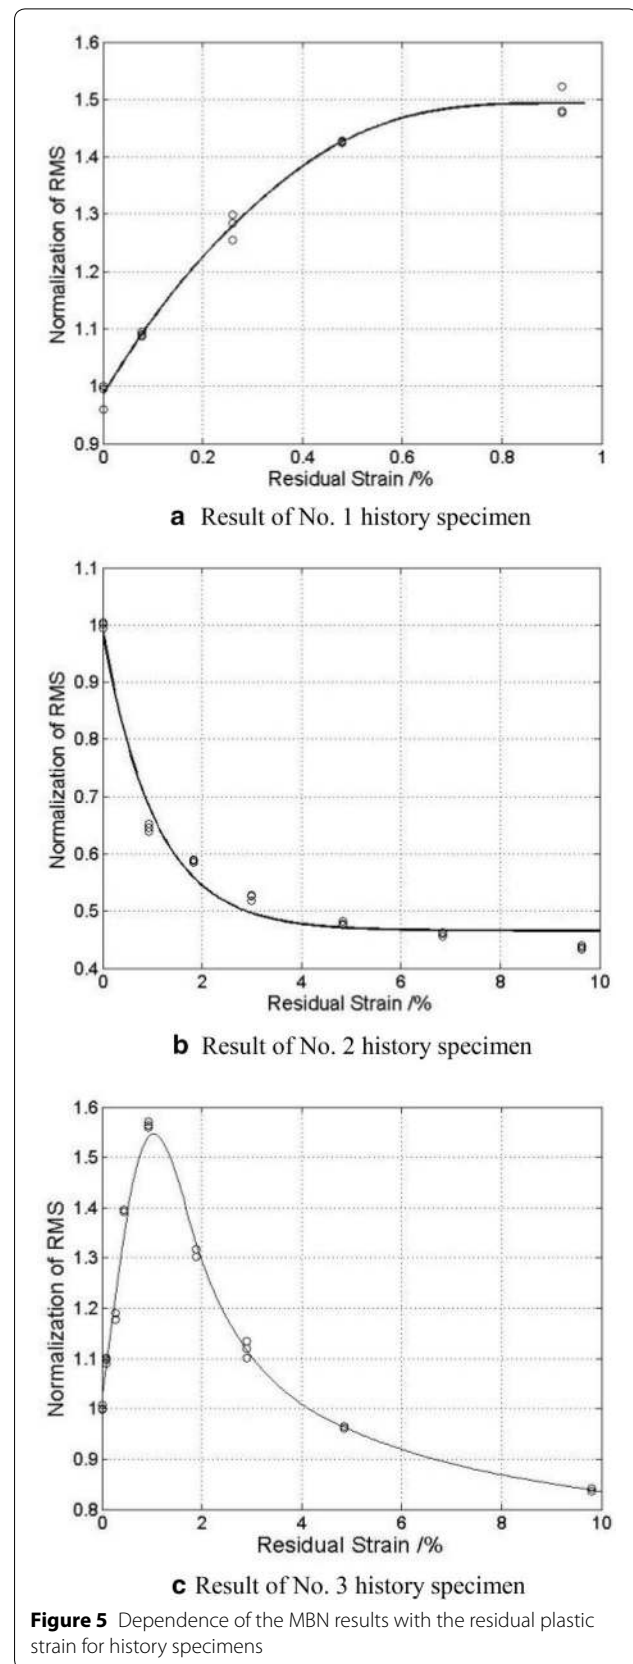 1.6
1.5
1.4
1.3
1.2
1.1
1
0.9
Normalization of RMS
0 0.2 0.4 0.6 0.8 1
Residual Strain /%
a Result of No. 1 history specimen
1.1
1
0.9
0.8
0.7
0.6
0.5
0.4
Normalization of RMS
0 2 4 6 8 10
Residual Strain /%
b Result of No. 2 history specimen
1.6
1.5
1.4
1.3
1.2
1.1
1
0.9
0.8
Normalization of RMS
0 2 4 6 8 10
Residual Strain /%
c Result of No. 3 history specimen
Figure 5 Dependence of the MBN results with the residual plastic
strain for history specimens